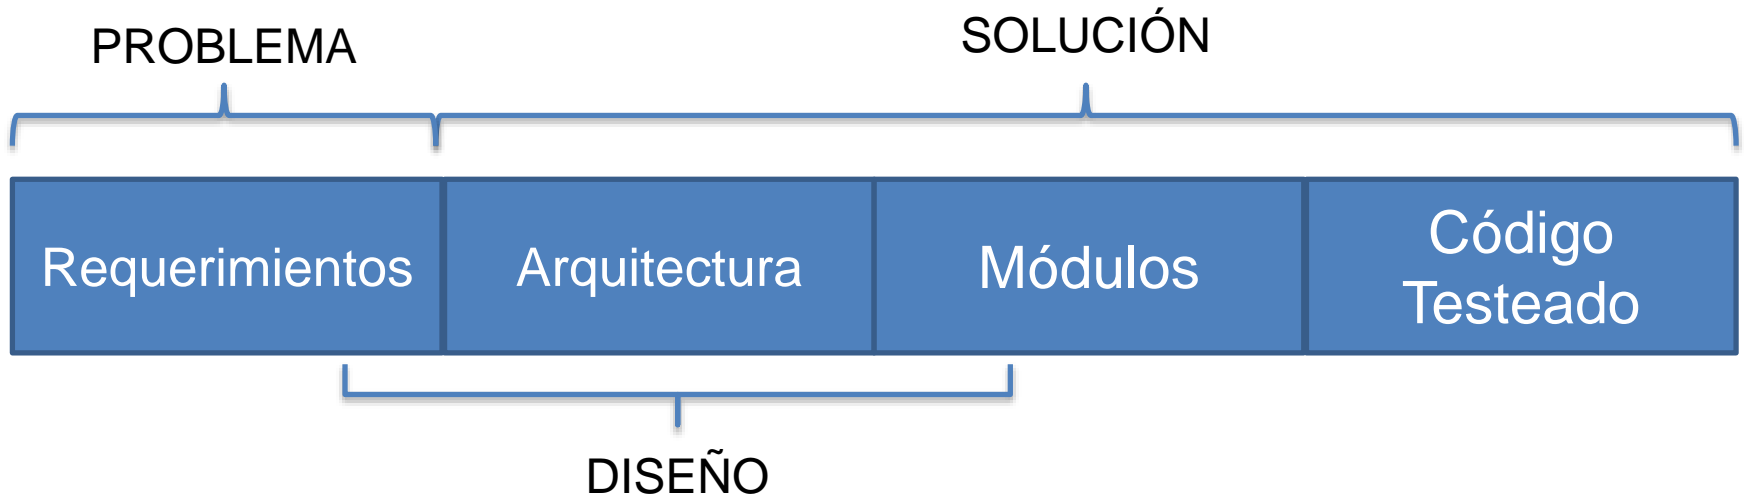 PROBLEMA
SOLUCIÓN
Requerimientos
Arquitectura
Módulos
Código
Testeado
DISEÑO